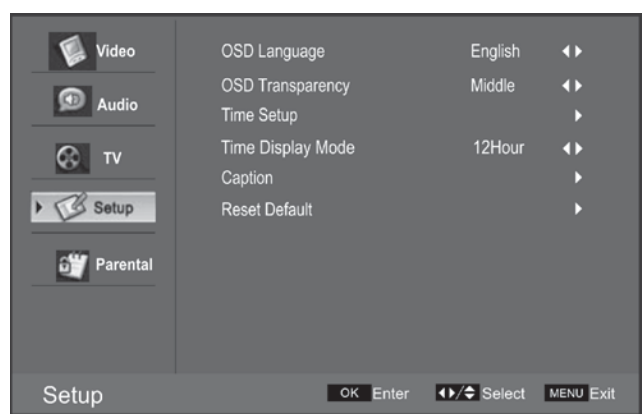 Video
Audio
TV
Setup
Parental
OSD Language English
OSD Transparency Middle
Time Setup
Time Display Mode 12Hour
Caption
Reset Default
Setup OK Enter Select MENU Exit